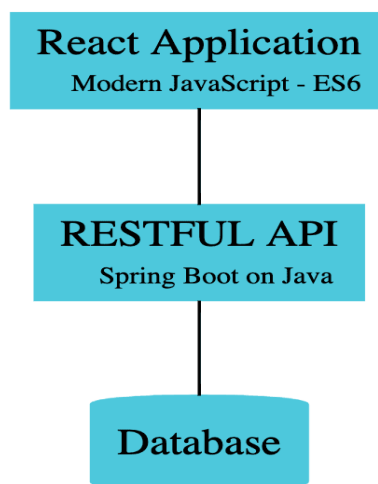 React Application
Modern JavaScript - ES6
RESTFUL API
Spring Boot on Java
Database